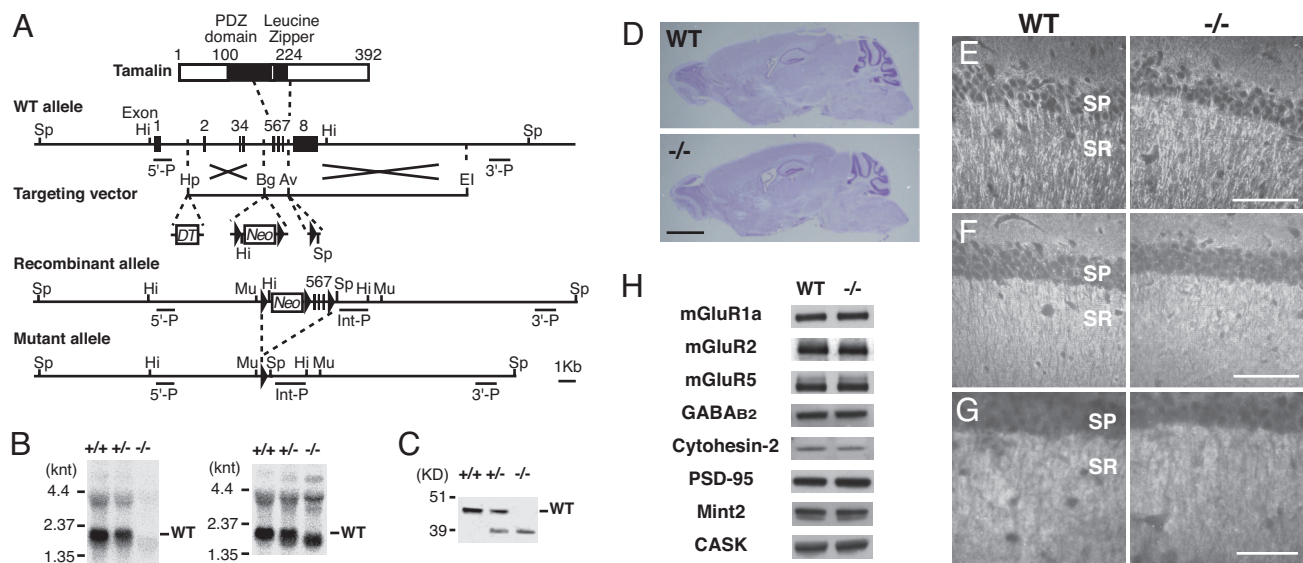 A
PDZ domain
Leucine Zipper
1 100 224 392
Tamalin
WT allele
Exon
Sp Hi 1 2 34 567 8 Hi Sp
5'-P 3'-P
Hp Bg Av EI
Targeting vector
DT Neo
Hi Sp
Recombinant allele
Sp Hi Mu Hi Neo 567 Sp Hi Mu Sp
5'-P Int-P 3'-P
Mutant allele
Sp Hi Mu Sp Hi Mu Sp
5'-P Int-P 3'-P
1Kb
B
+/+ +/- -/-
(knt)
4.4
2.37
1.35
WT
+/+ +/- -/-
(knt)
4.4
2.37
1.35
WT
C
(KD)
+/+ +/- -/-
51
39
WT
D
WT
-/-
WT -/-
E
SP
SR
F
SP
SR
G
SP
SR
H
WT -/-
mGluR1a
mGluR2
mGluR5
GABAB2
Cytohesin-2
PSD-95
Mint2
CASK